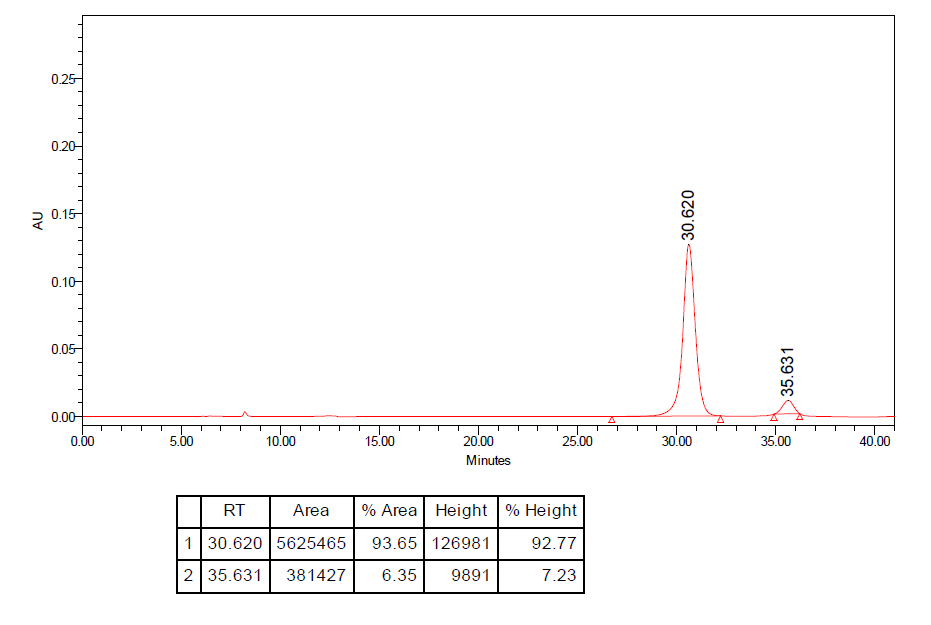 0.25
0.20
0.15
0.10
0.05
0.00
AU
30.620
35.631
0.00 5.00 10.00 15.00 20.00 25.00 30.00 35.00 40.00
Minutes
RT Area % Area Height % Height
1 30.620 5625465 93.65 126981 92.77
2 35.631 381427 6.35 9891 7.23